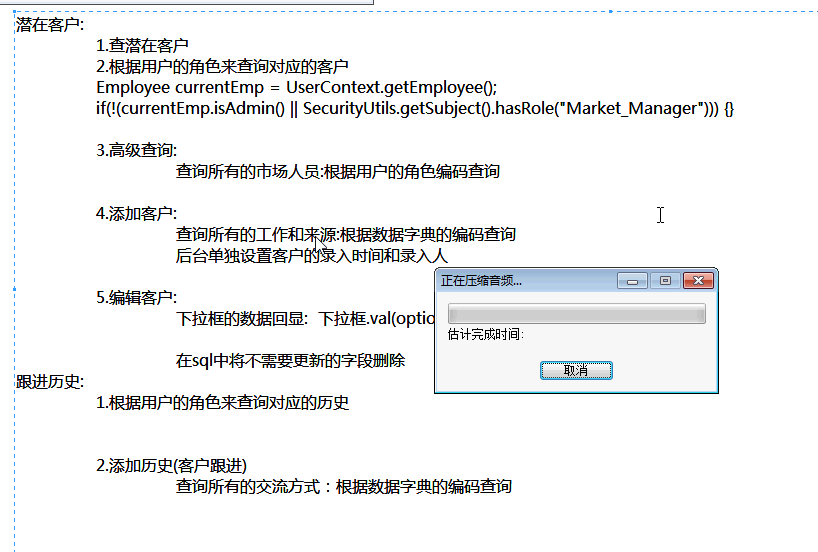 潜在客户:
1.查潜在客户
2.根据用户的角色来查询对应的客户
Employee currentEmp = UserContext.getEmployee();
if(!(currentEmp.isAdmin() || SecurityUtils.getSubject().hasRole("Market_Manager"))) {}
3.高级查询:
查询所有的市场人员:根据用户的角色编码查询
4.添加客户:
查询所有的工作和来源:根据数据字典的编码查询
后台单独设置客户的录入时间和录入人
正在压缩音频...
5.编辑客户:
下拉框的数据回显: 下拉框.val(optio
估计完成时间:
在sql中将不需要更新的字段删除
取消
跟进历史:
1.根据用户的角色来查询对应的历史
2.添加历史(客户跟进)
查询所有的交流方式：根据数据字典的编码查询